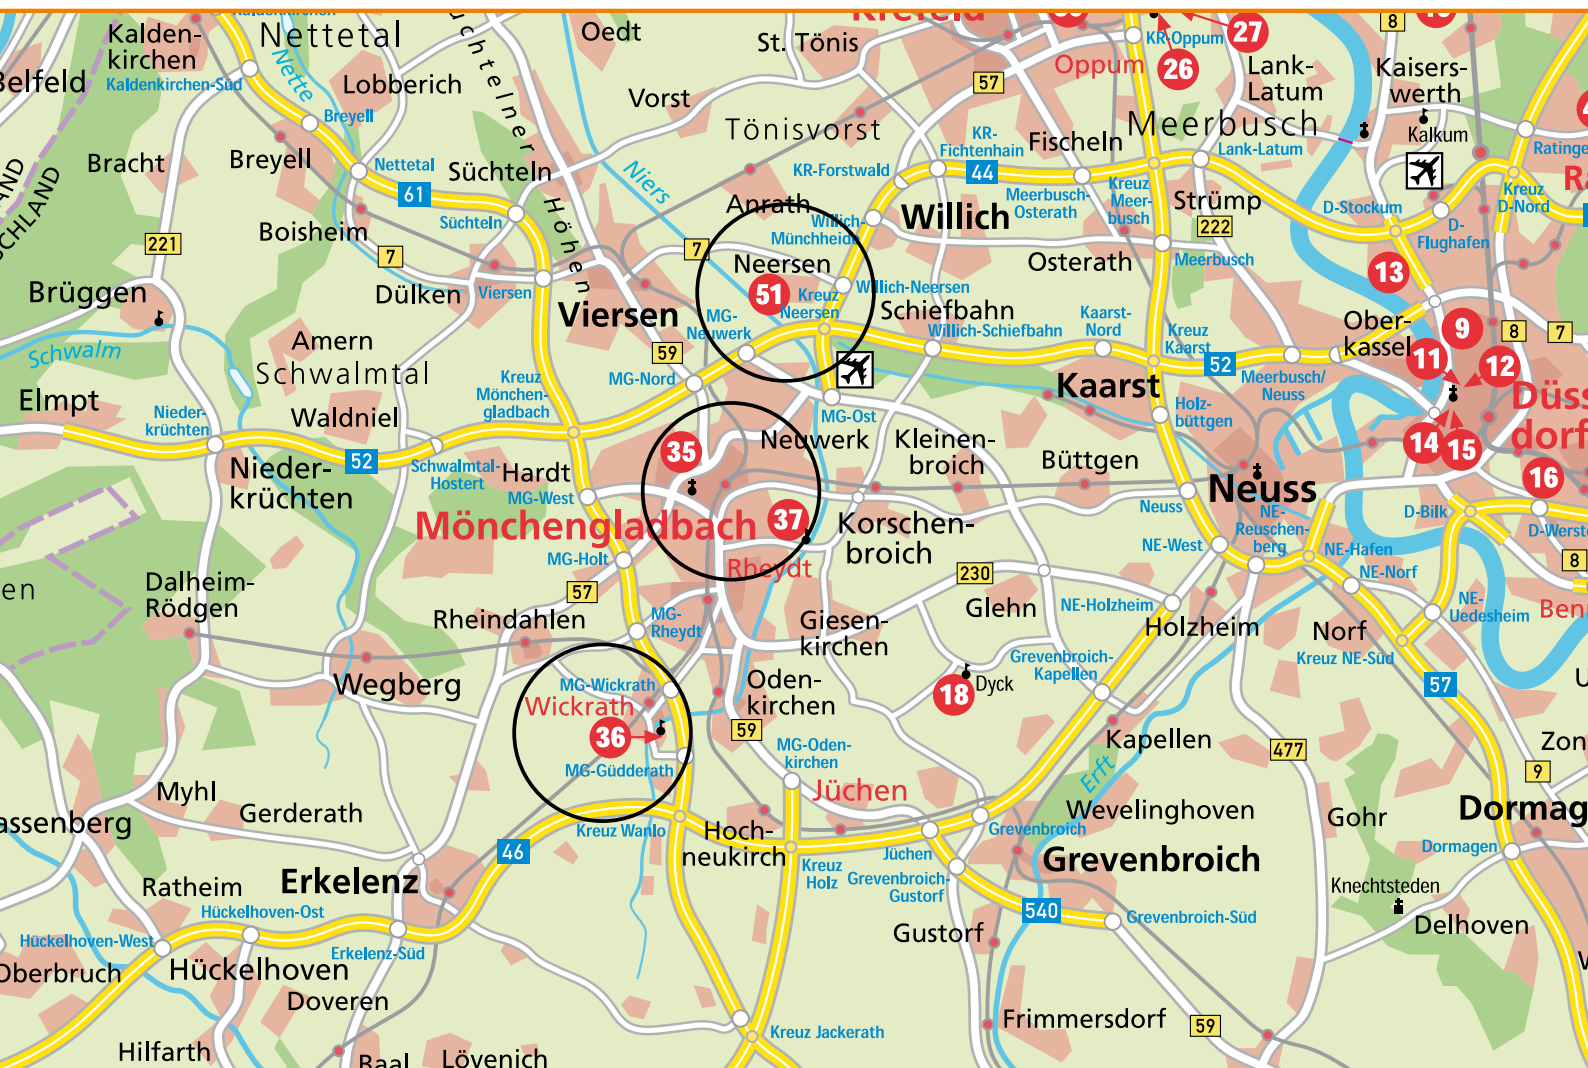 Kalden-
kirchen
Kaldenkirchen-Süd
Nettetal
Nette
Lobberich
Oedt
St. Tönis
Vorst
Krefeld
Oppum
KR-Oppum
27
26
Lank-
Latum
8
Kaisers-
werth
Kalkum
Belfeld
Breyell
Breyell
Bracht
Nettetal
61
Süchteln
Süchteln
Höhen
Niers
Tönisvorst
57
KR-
Fichtenhain
Fischeln
Meerbusch
Lank-Latum
KR-Forstwald
44
Meerbusch-
Osterath
Kreuz
Meer-
busch
Strümp
222
D-Stockum
D-
Flughafen
Kreuz
D-Nord
221
Boisheim
7
Dülken
Viersen
Viersen
7
Anrath
Willich-
Münchheide
Willich
Neersen
51
Kreuz
Neersen
Willich-Neersen
Schiefbahn
Willich-Schiefbahn
Osterath
Meerbusch
13
Brüggen
Schwalm
Amern
Schwalmtal
Waldniel
MG-
Neuwerk
59
MG-Nord
Kaarst-
Nord
Kreuz
Kaarst
52
Kaarst
Meerbusch/
Neuss
Ober-
kassel
9
11
12
8
7
Elmpt
Nieder-
krüchten
Nieder-
krüchten
52
Schwalmtal-
Hostert
Kreuz
Mönchen-
gladbach
Hardt
MG-West
MG-Ost
Neuwerk
35
Kleinen-
broich
Büttgen
Holz-
büttgen
Neuss
Neuss
14
15
16
Düss
dorf
Mönchengladbach
37
Rheydt
Korschen-
broich
NE-
Reuschen-
berg
NE-West
NE-Hafen
NE-Norf
D-Bilk
D-Werst
8
MG-Holt
57
Dalheim-
Rödgen
Rheindahlen
MG-
Rheydt
230
Glehn
Giesen-
kirchen
NE-Holzheim
Holzheim
Norf
Kreuz NE-Süd
NE-
Uedesheim
57
Wegberg
MG-Wickrath
Wickrath
36
MG-Güdderath
Oden-
kirchen
59
MG-Oden-
kirchen
18
Dyck
Grevenbroich-
Kapellen
Kapellen
Erft
477
Zon
9
Myhl
Gerderath
Kreuz Wanlo
46
Hoch-
neukirch
Jüchen
Jüchen
Kreuz
Holz
Grevenbroich-
Gustorf
Grevenbroich
Grevenbroich
Wevelinghoven
Gohr
Dormag
Dormagen
Erkelenz
Ratheim
Hückelhoven-Ost
Hückelhoven-West
Hückelhoven
Erkelenz-Süd
Doveren
540
Grevenbroich-Süd
Gustorf
Knechtsteden
Delhoven
Oberbruch
Hilfarth
Baal
Lövenich
Kreuz Jackerath
Frimmersdorf
59